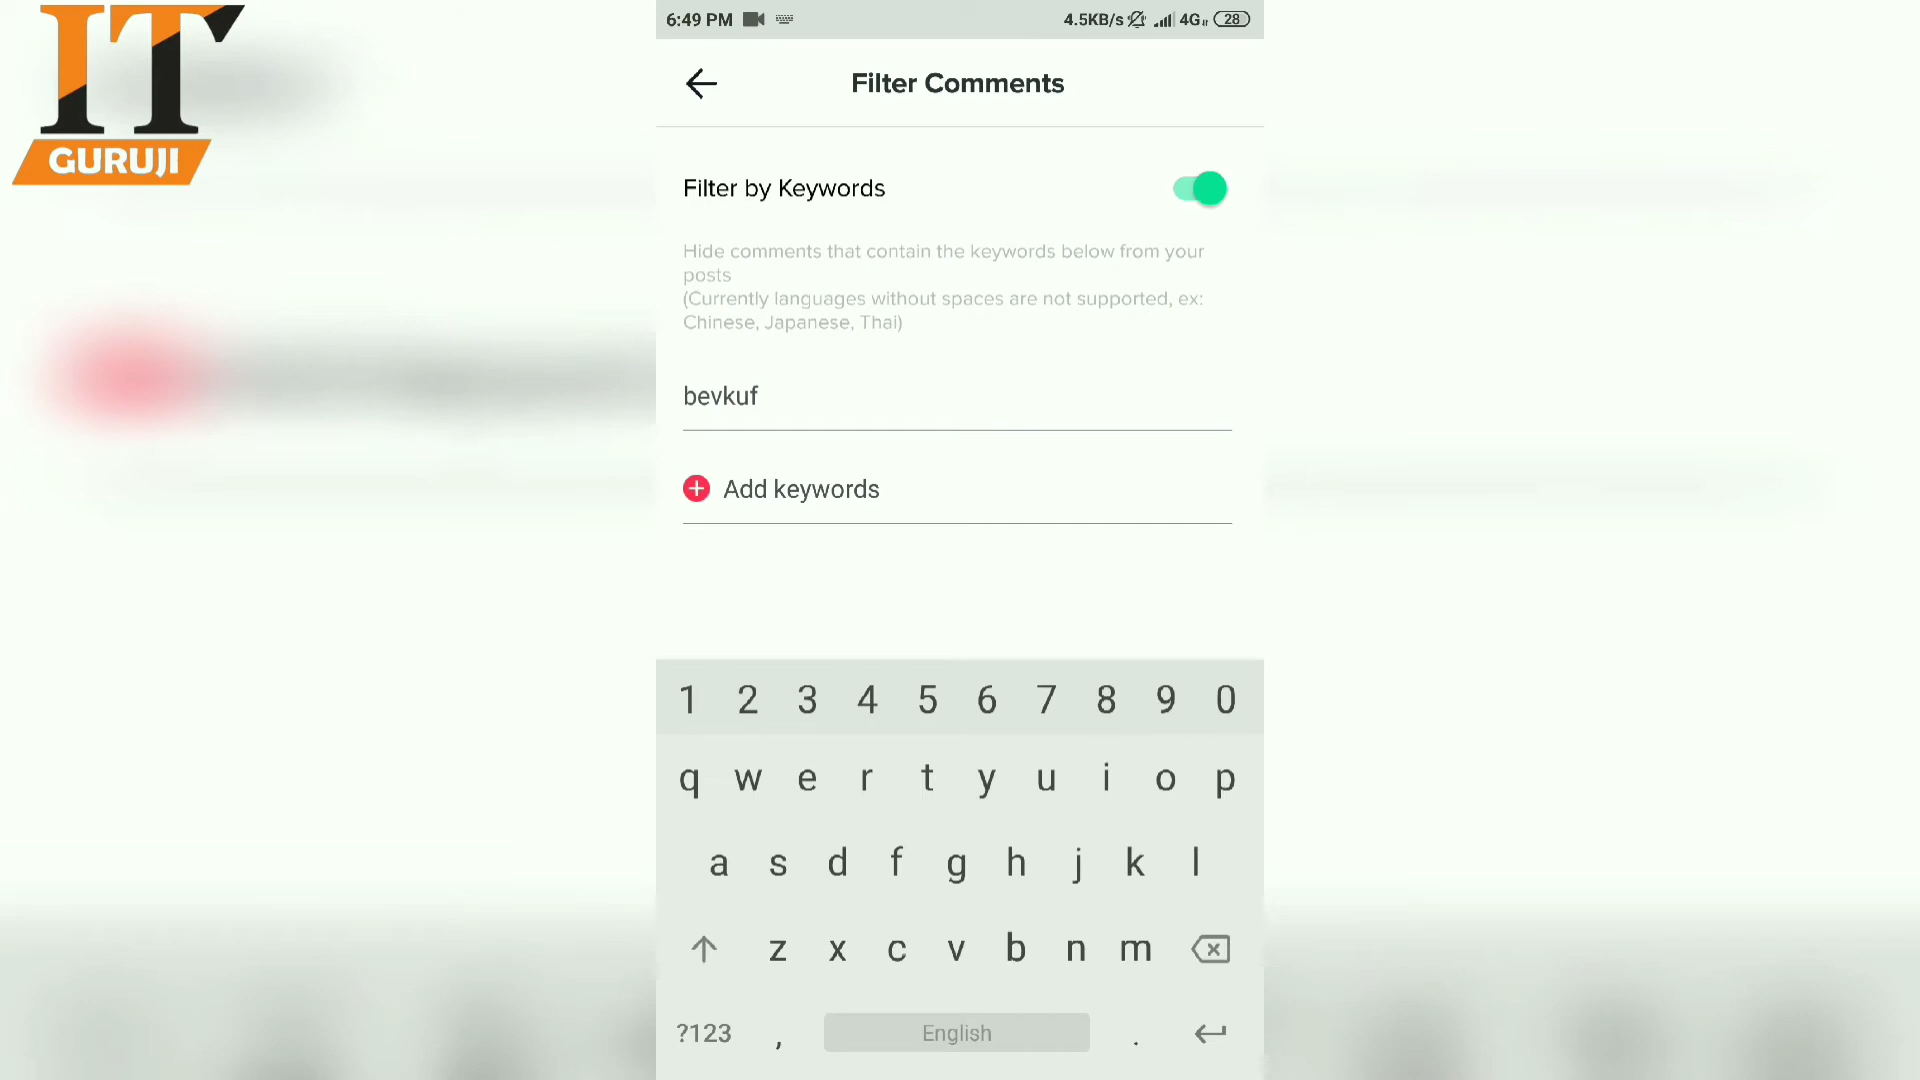 IT
GURUJI
6:49 PM
4.5KB/s 4G 28
Filter Comments
Filter by Keywords
Hide comments that contain the keywords below from your
posts
(Currently languages without spaces are not supported, ex:
Chinese, Japanese, Thai)
bevkuf
Add keywords
1 2 3 4 5 6 7 8 9 0
q w e r t y u i o p
a s d f g h j k l
z x c v b n m
?123 , English .